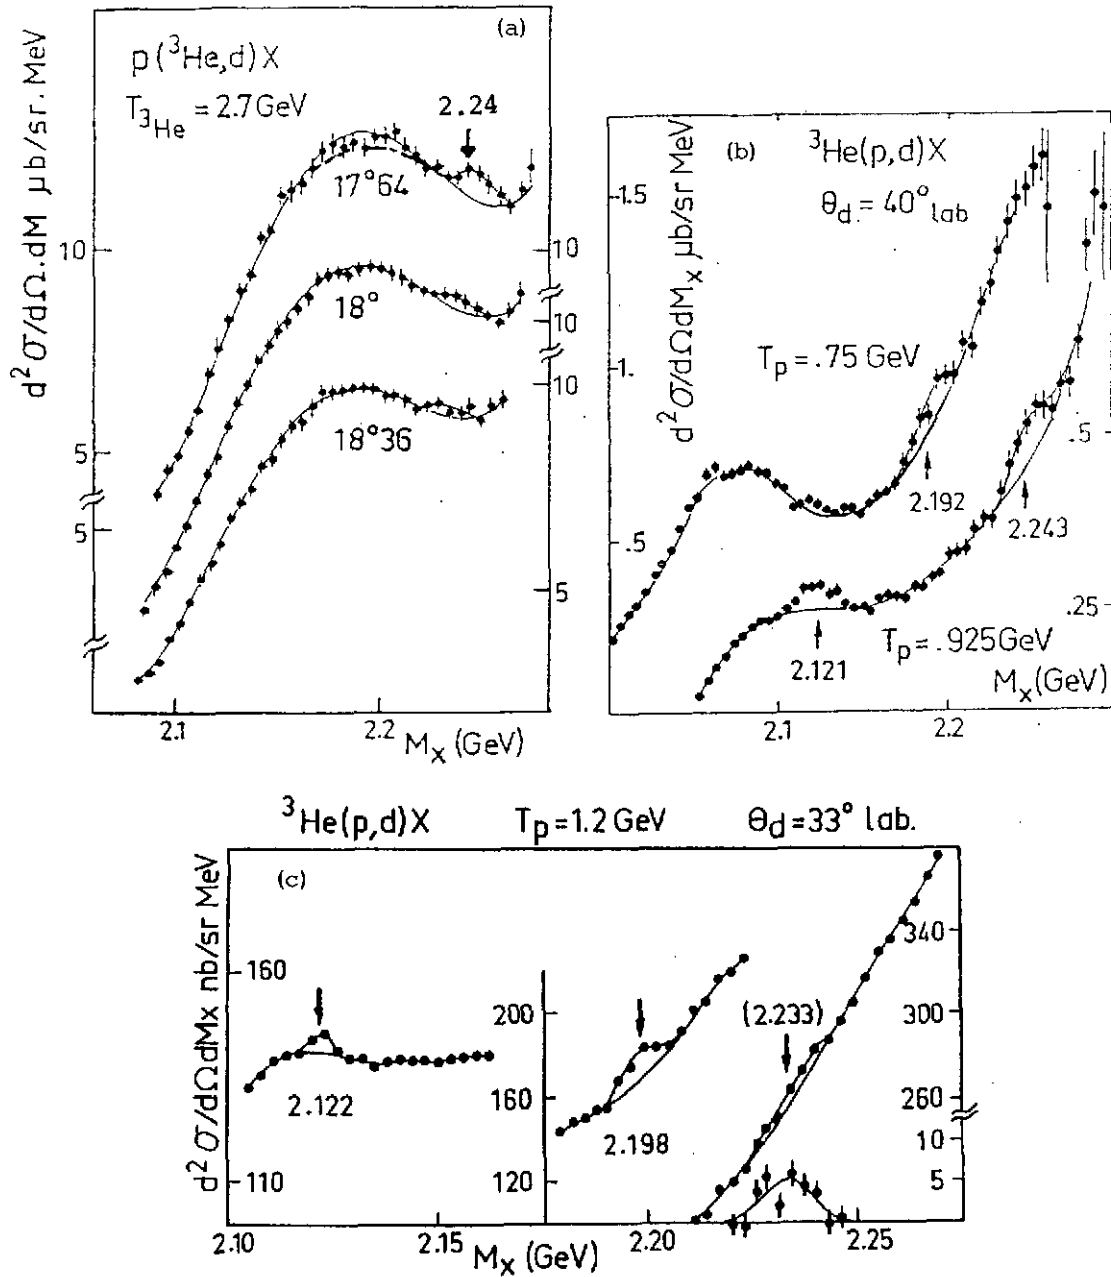 (a)
p(³He,d)X
T3He = 2.7 GeV
2.24
17°64
18°
18°36
d²σ/dΩ.dM μb/sr.MeV
10
5
5
10
10
10
5
2.1
2.2
Mx (GeV)
(b)
³He(p,d)X
θd = 40° lab
d²σ/dΩdMx μb/sr MeV
1.5
1.
.5
.5
.25
Tp = .75 GeV
2.192
2.243
2.121
Tp = .925 GeV
Mx(GeV)
2.1
2.2
³He(p,d)X Tp=1.2 GeV θd=33° lab.
(c)
d²σ/dΩdMx nb/sr MeV
160
110
2.122
200
160
120
2.198
(2.233)
340
300
260
10
5
2.10
2.15
2.20
2.25
Mx (GeV)